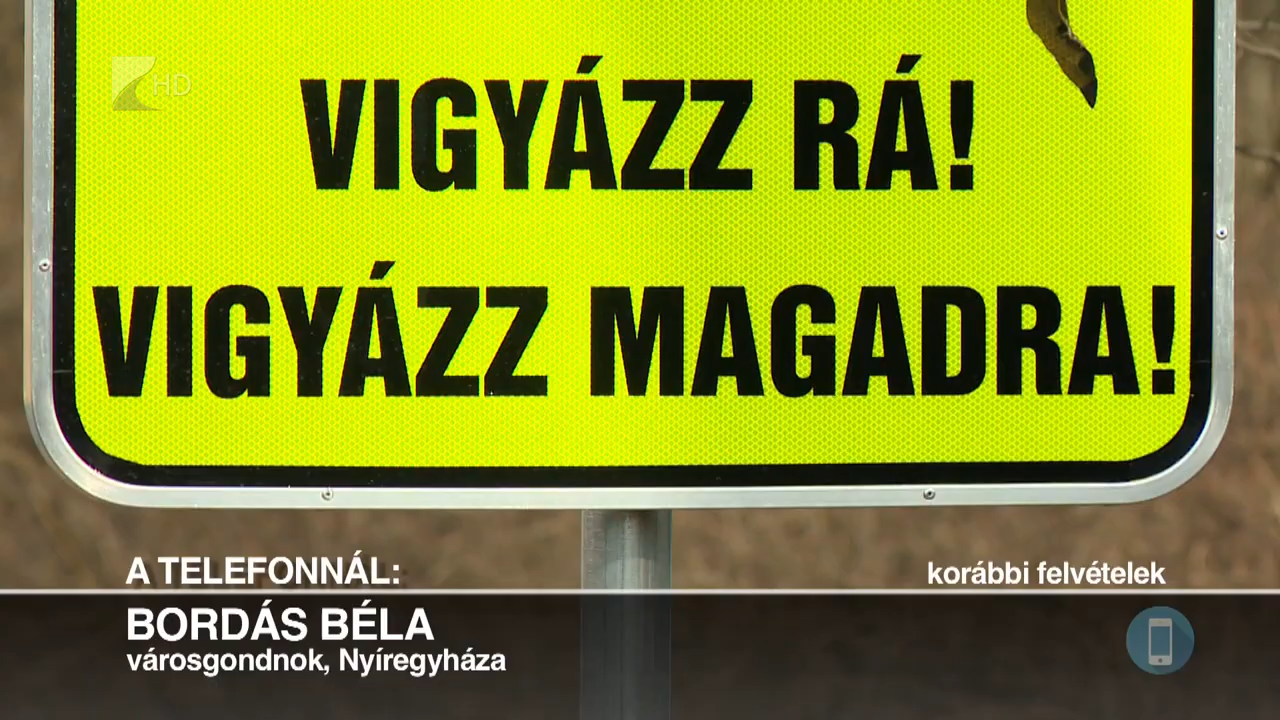 HD
VIGYÁZZ RÁ!
VIGYÁZZ MAGADRA!
A TELEFONNÁL:
korábbi felvételek
BORDÁS BÉLA
városgondnok, Nyíregyháza